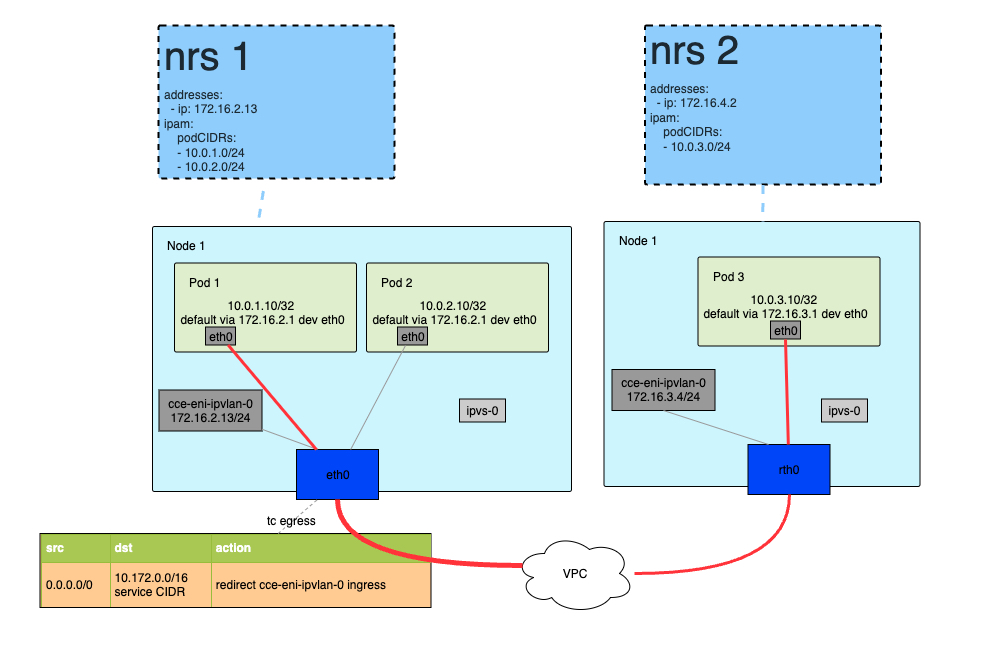 nrs 1
addresses:
- ip: 172.16.2.13
ipam:
podCIDRs:
- 10.0.1.0/24
- 10.0.2.0/24
nrs 2
addresses:
- ip: 172.16.4.2
ipam:
podCIDRs:
- 10.0.3.0/24
Node 1
Pod 1
10.0.1.10/32
default via 172.16.2.1 dev eth0
eth0
Pod 2
10.0.2.10/32
default via 172.16.2.1 dev eth0
eth0
cce-eni-ipvlan-0
172.16.2.13/24
ipvs-0
eth0
Node 1
Pod 3
10.0.3.10/32
default via 172.16.3.1 dev eth0
eth0
cce-eni-ipvlan-0
172.16.3.4/24
ipvs-0
rth0
tc egress
src dst action
0.0.0.0/0 10.172.0.0/16 redirect cce-eni-ipvlan-0 ingress
service CIDR
VPC